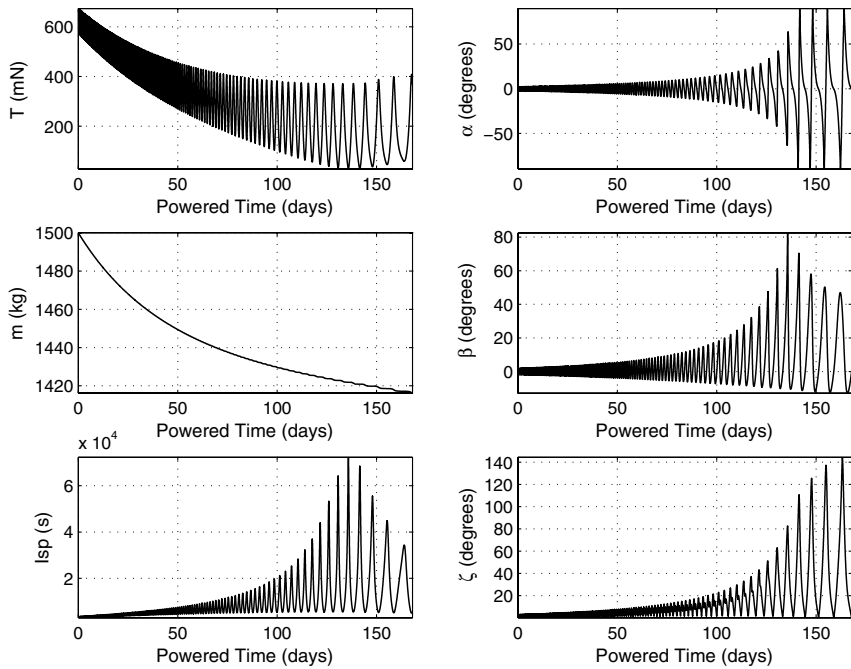 600
400
200
T (mN)
0 50 100 150
Powered Time (days)
50
0
−50
α (degrees)
0 50 100 150
Powered Time (days)
1500
1480
1460
1440
1420
m (kg)
0 50 100 150
Powered Time (days)
80
60
40
20
0
β (degrees)
0 50 100 150
Powered Time (days)
x 10^4
6
4
2
Isp (s)
0 50 100 150
Powered Time (days)
140
120
100
80
60
40
20
ζ (degrees)
0 50 100 150
Powered Time (days)